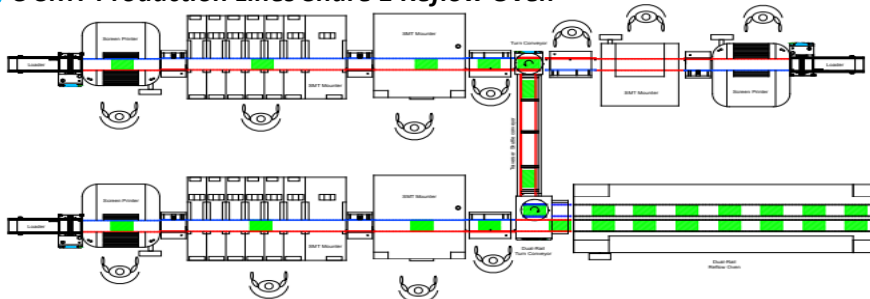 3 SMT Production Lines Share 1 Reflow Oven
Screen Printer
SMT Mounter
Turn Conveyor
Loader
SMT Mounter
SMT Mounter
Screen Printer
Loader
SMT Mounter
Screen Printer
Loader
SMT Mounter
Dual-Rail
Turn Conveyor
Dual-Rail
Reflow Oven